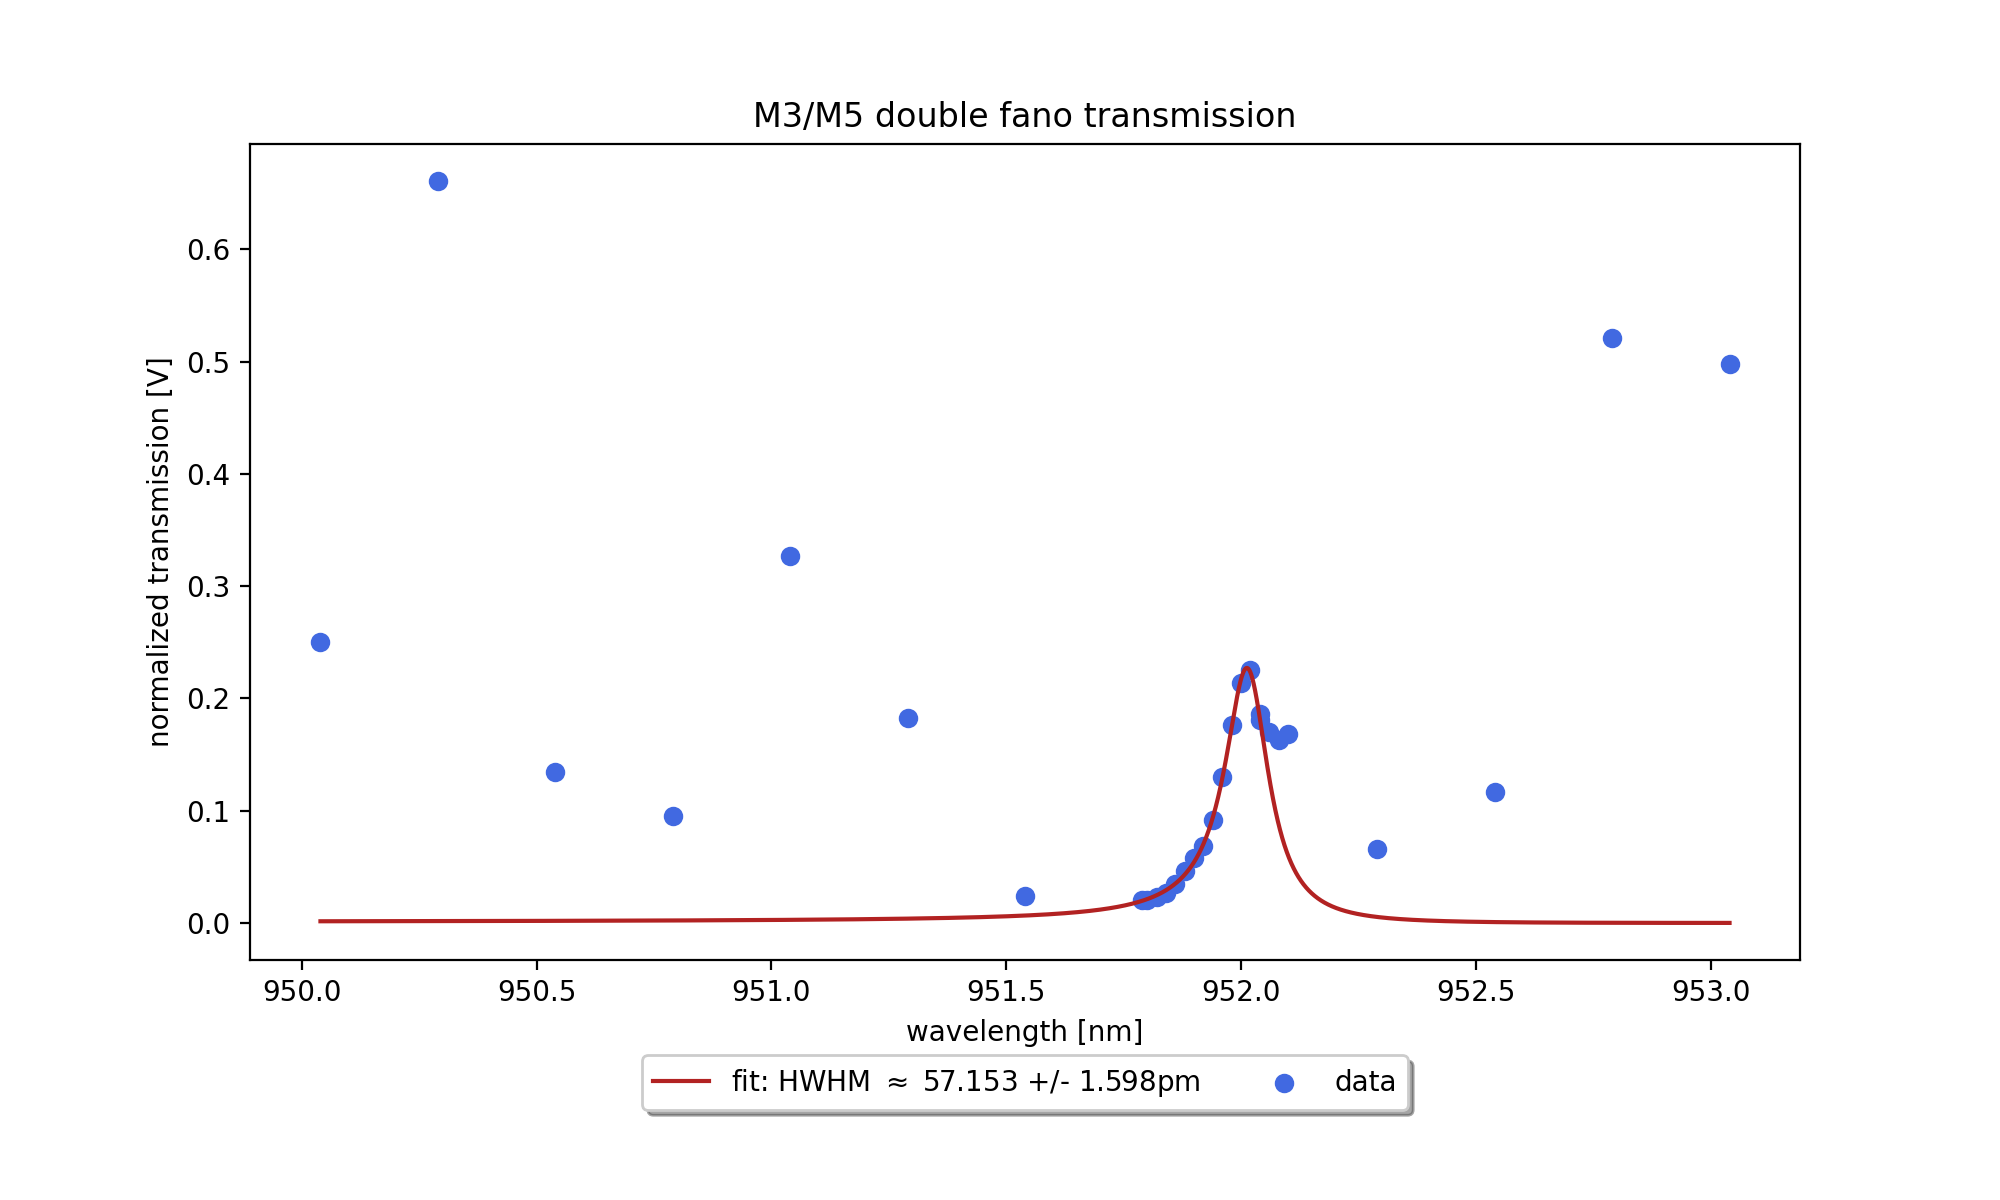 M3/M5 double fano transmission
normalized transmission [V]
0.6
0.5
0.4
0.3
0.2
0.1
0.0
950.0 950.5 951.0 951.5 952.0 952.5 953.0
wavelength [nm]
fit: HWHM ≈ 57.153 +/- 1.598pm data